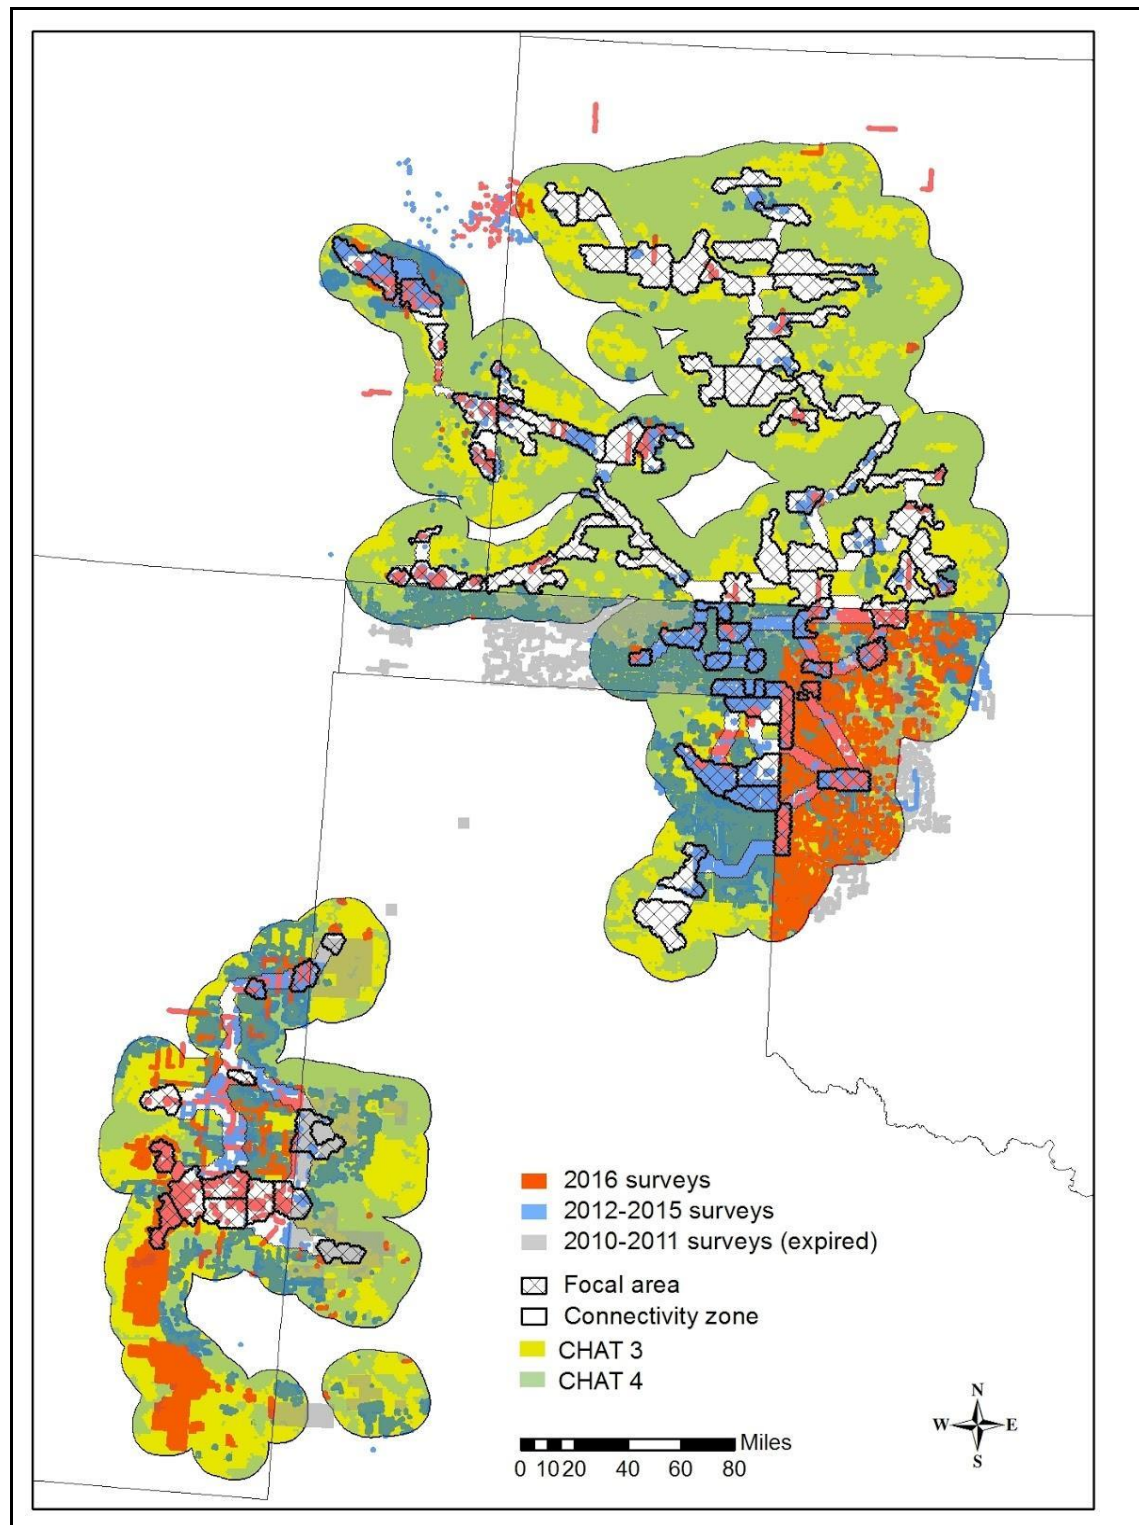 2016 surveys
2012-2015 surveys
2010-2011 surveys (expired)
Focal area
Connectivity zone
CHAT 3
CHAT 4
N
W E
S
Miles
0 10 20 40 60 80